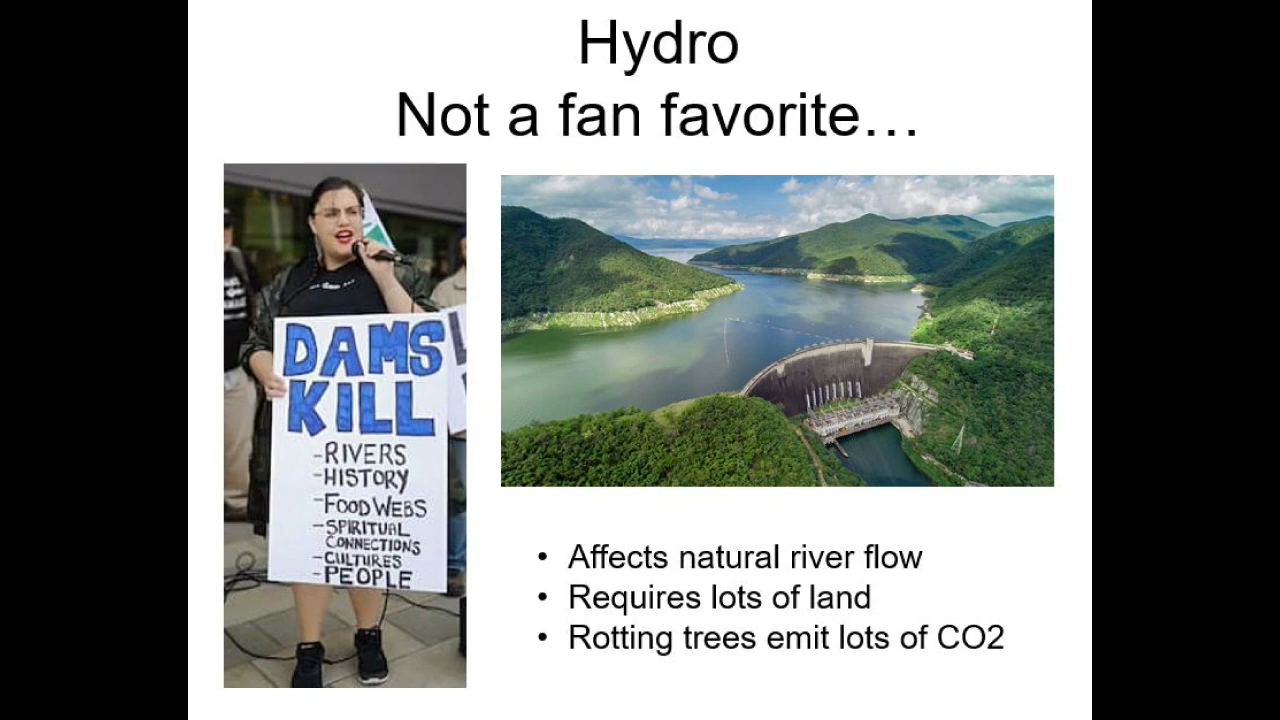 Hydro
Not a fan favorite…
DAMS
KILL
-RIVERS
-HISTORY
-FOOD WEBS
-SPIRITUAL
CONNECTIONS
-CULTURES
-PEOPLE
• Affects natural river flow
• Requires lots of land
• Rotting trees emit lots of CO2